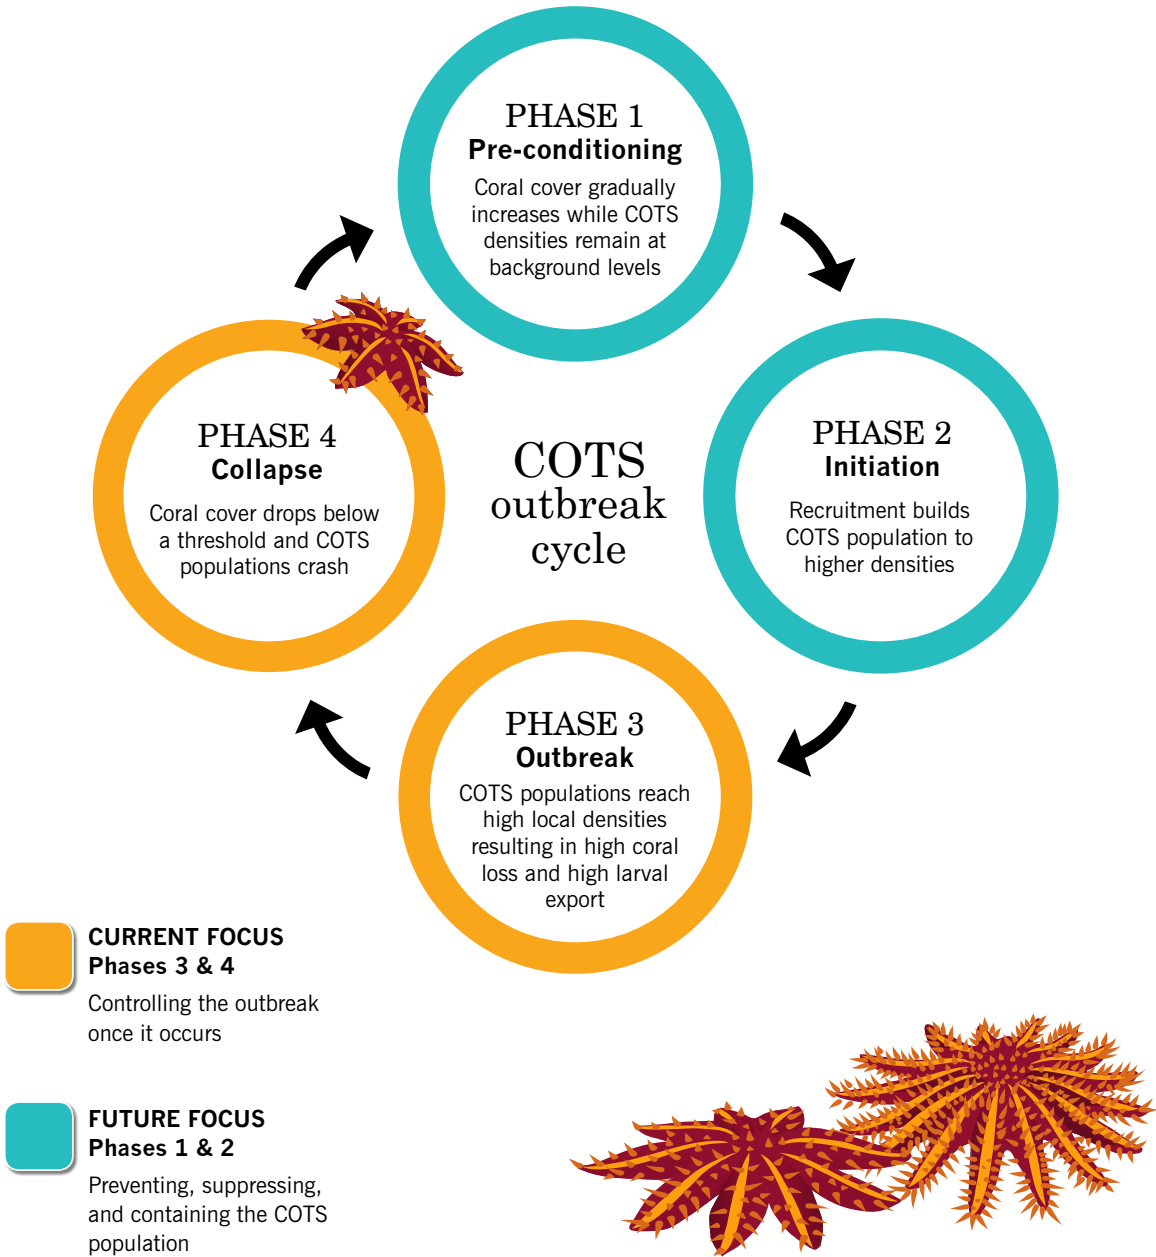 PHASE 1
Pre-conditioning
Coral cover gradually
increases while COTS
densities remain at
background levels
PHASE 2
Initiation
Recruitment builds
COTS population to
higher densities
PHASE 3
Outbreak
COTS populations reach
high local densities
resulting in high coral
loss and high larval
export
PHASE 4
Collapse
Coral cover drops below
a threshold and COTS
populations crash
COTS
outbreak
cycle
CURRENT FOCUS
Phases 3 & 4
Controlling the outbreak
once it occurs
FUTURE FOCUS
Phases 1 & 2
Preventing, suppressing,
and containing the COTS
population